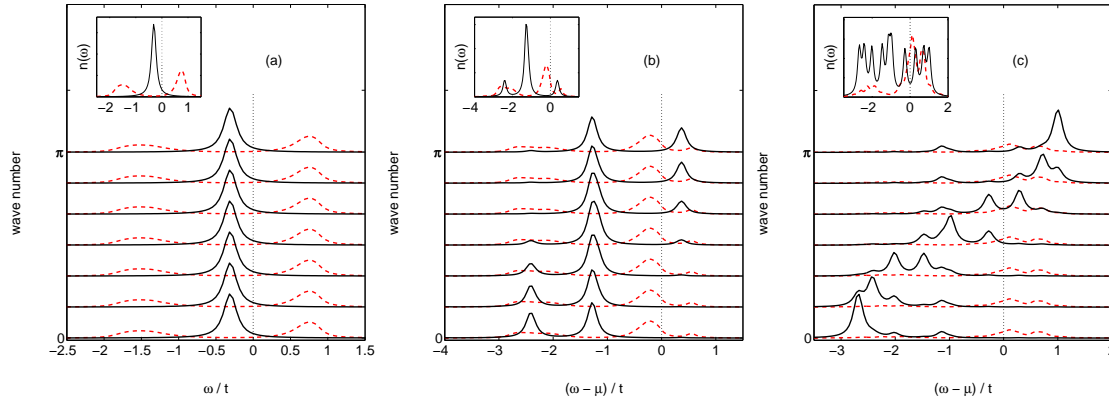 n(ω)
−2 −1 0 1
(a)
π
wave number
0
−2.5 −2 −1.5 −1 −0.5 0 0.5 1 1.5
ω / t
n(ω)
−4 −2 0
(b)
π
wave number
0
−4 −3 −2 −1 0 1
(ω − μ) / t
n(ω)
−2 0 2
(c)
π
wave number
0
−3 −2 −1 0 1 2
(ω − μ) / t